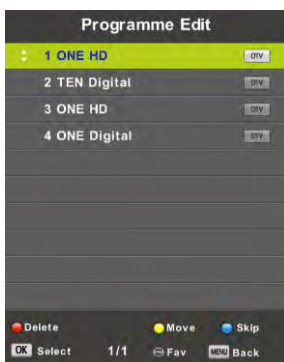 Programme Edit
1 ONE HD DTV
2 TEN Digital DTV
3 ONE HD DTV
4 ONE Digital DTV
Delete Move Skip
OK Select 1/1 Fav MENU Back